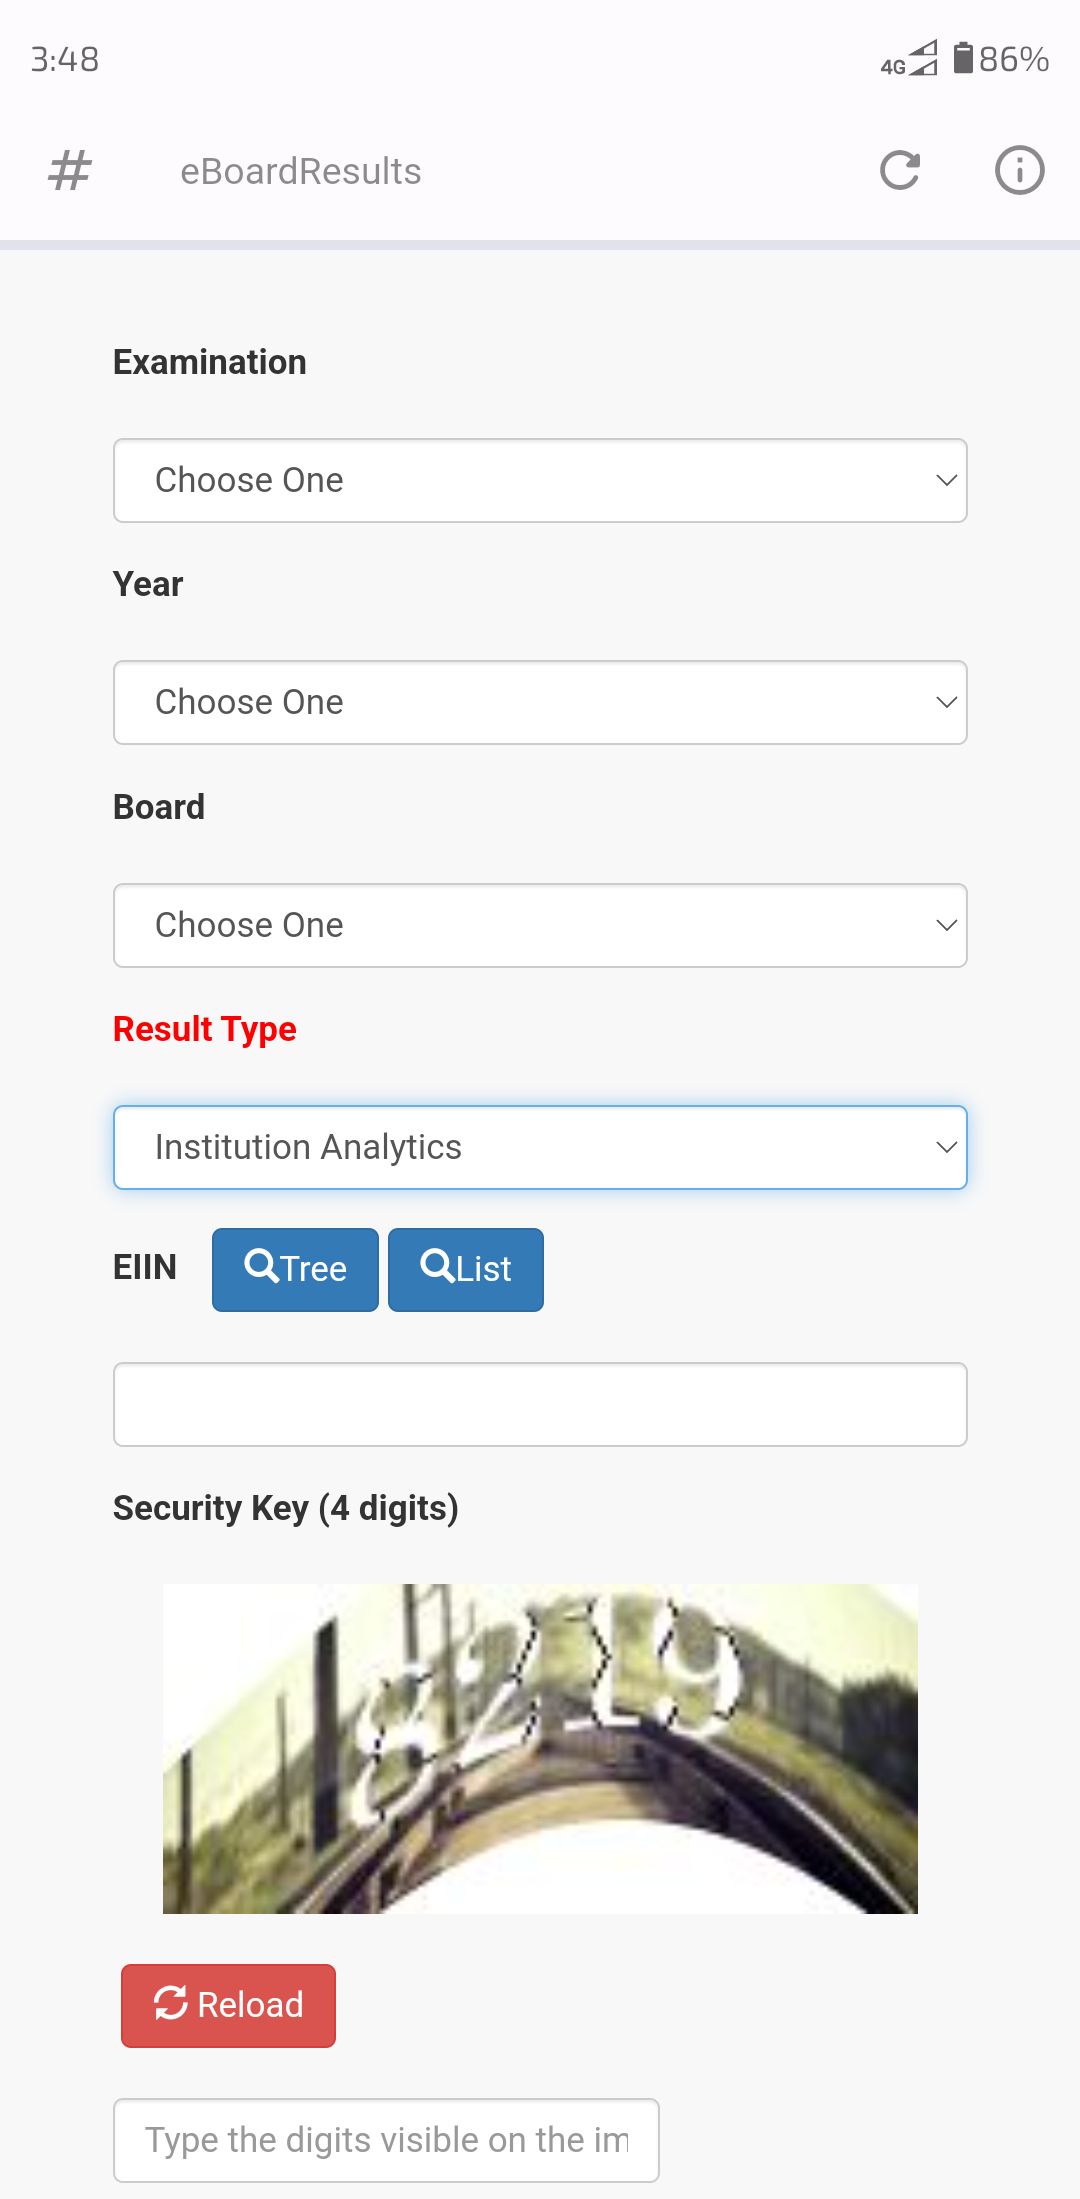 3:48
4G 86%
# eBoardResults
Examination
Choose One
Year
Choose One
Board
Choose One
Result Type
Institution Analytics
EIIN Tree List
Security Key (4 digits)
Reload
Type the digits visible on the im